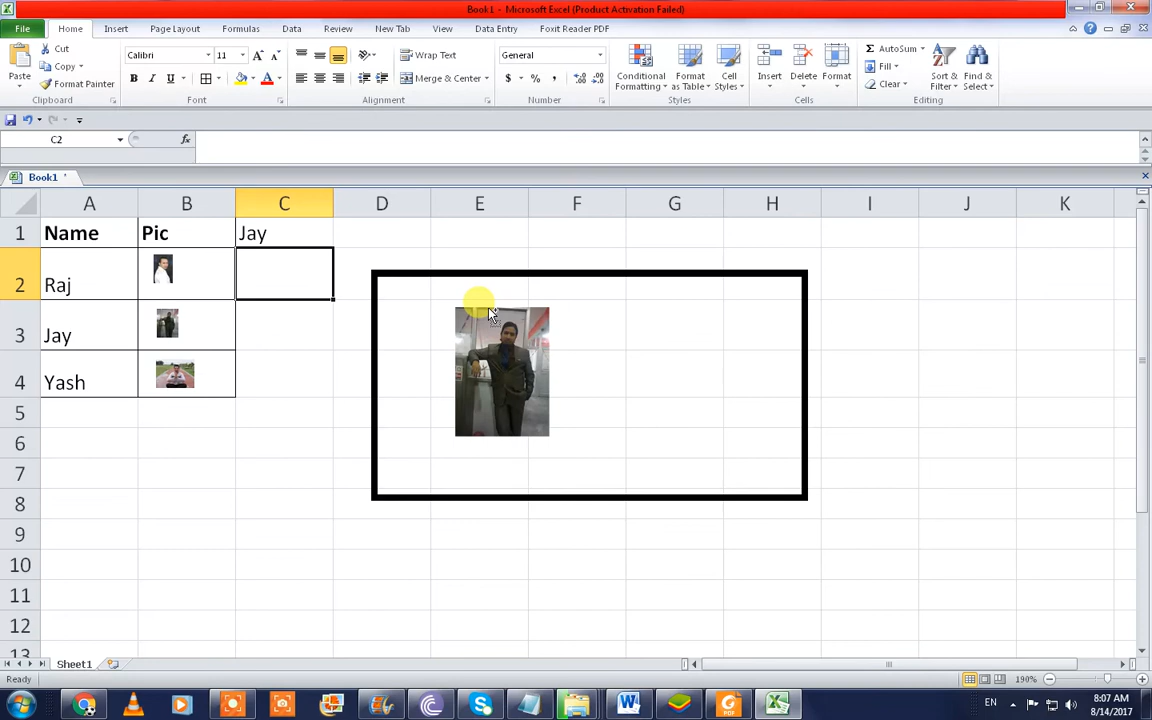 Book1 - Microsoft Excel (Product Activation Failed)
File Home Insert Page Layout Formulas Data Review New Tab View Data Entry Foxit Reader PDF
Cut Calibri 11 Wrap Text General Σ AutoSum
Copy Fill
Paste Format Painter B I U A Merge & Center $ % , Conditional Formatting Format as Table Cell Styles Insert Delete Format Clear Sort & Filter Find & Select
Clipboard Font Alignment Number Styles Cells Editing
C2 fx
Book1 *
A B C D E F G H I J K
1 Name Pic Jay
2 Raj
3 Jay
4 Yash
5
6
7
8
9
10
11
12
13
Sheet1
Ready 190%
EN 8:07 AM
8/14/2017